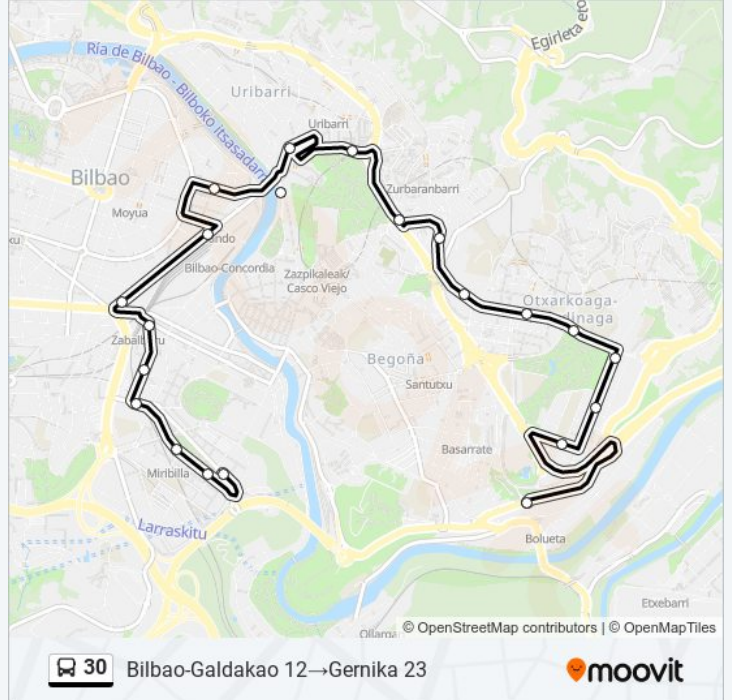 Egirleta eto
Ría de Bilbao - Bilboko itsasadarra
Uribarri
Uribarri
Bilbao
Zurbaranbarri
Moyua
Bilbao-Concordia
Zazpikaleak/
Casco Viejo
Otxarkoaga-
Begoña
Santutxu
Basarrate
Miribilla
Larraskitu
Bolueta
Etxebarri
© OpenStreetMap contributors | © OpenMapTiles
30 Bilbao-Galdakao 12→Gernika 23
moovit